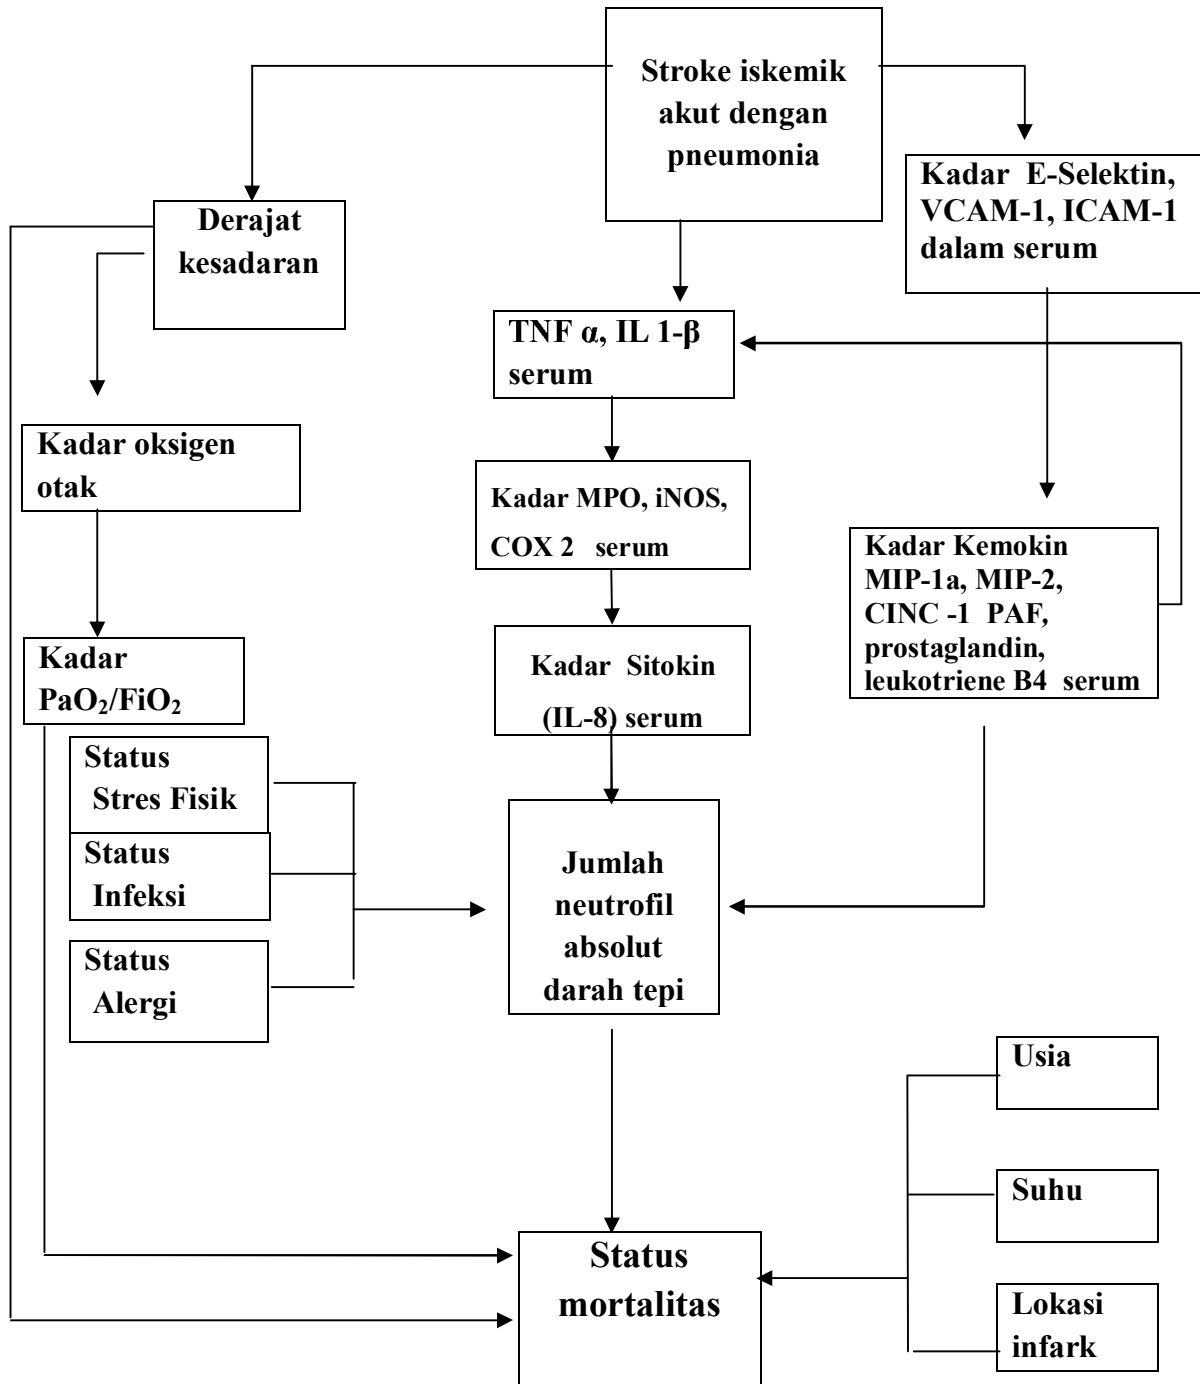 Stroke iskemik
akut dengan
pneumonia
Kadar E-Selektin,
VCAM-1, ICAM-1
dalam serum
Derajat
kesadaran
TNF α, IL 1-β
serum
Kadar oksigen
otak
Kadar MPO, iNOS,
COX 2 serum
Kadar Kemokin
MIP-1a, MIP-2,
CINC -1 PAF,
prostaglandin,
leukotriene B4 serum
Kadar
PaO₂/FiO₂
Kadar Sitokin
(IL-8) serum
Status
Stres Fisik
Status
Infeksi
Status
Alergi
Jumlah
neutrofil
absolut
darah tepi
Usia
Suhu
Lokasi
infark
Status
mortalitas